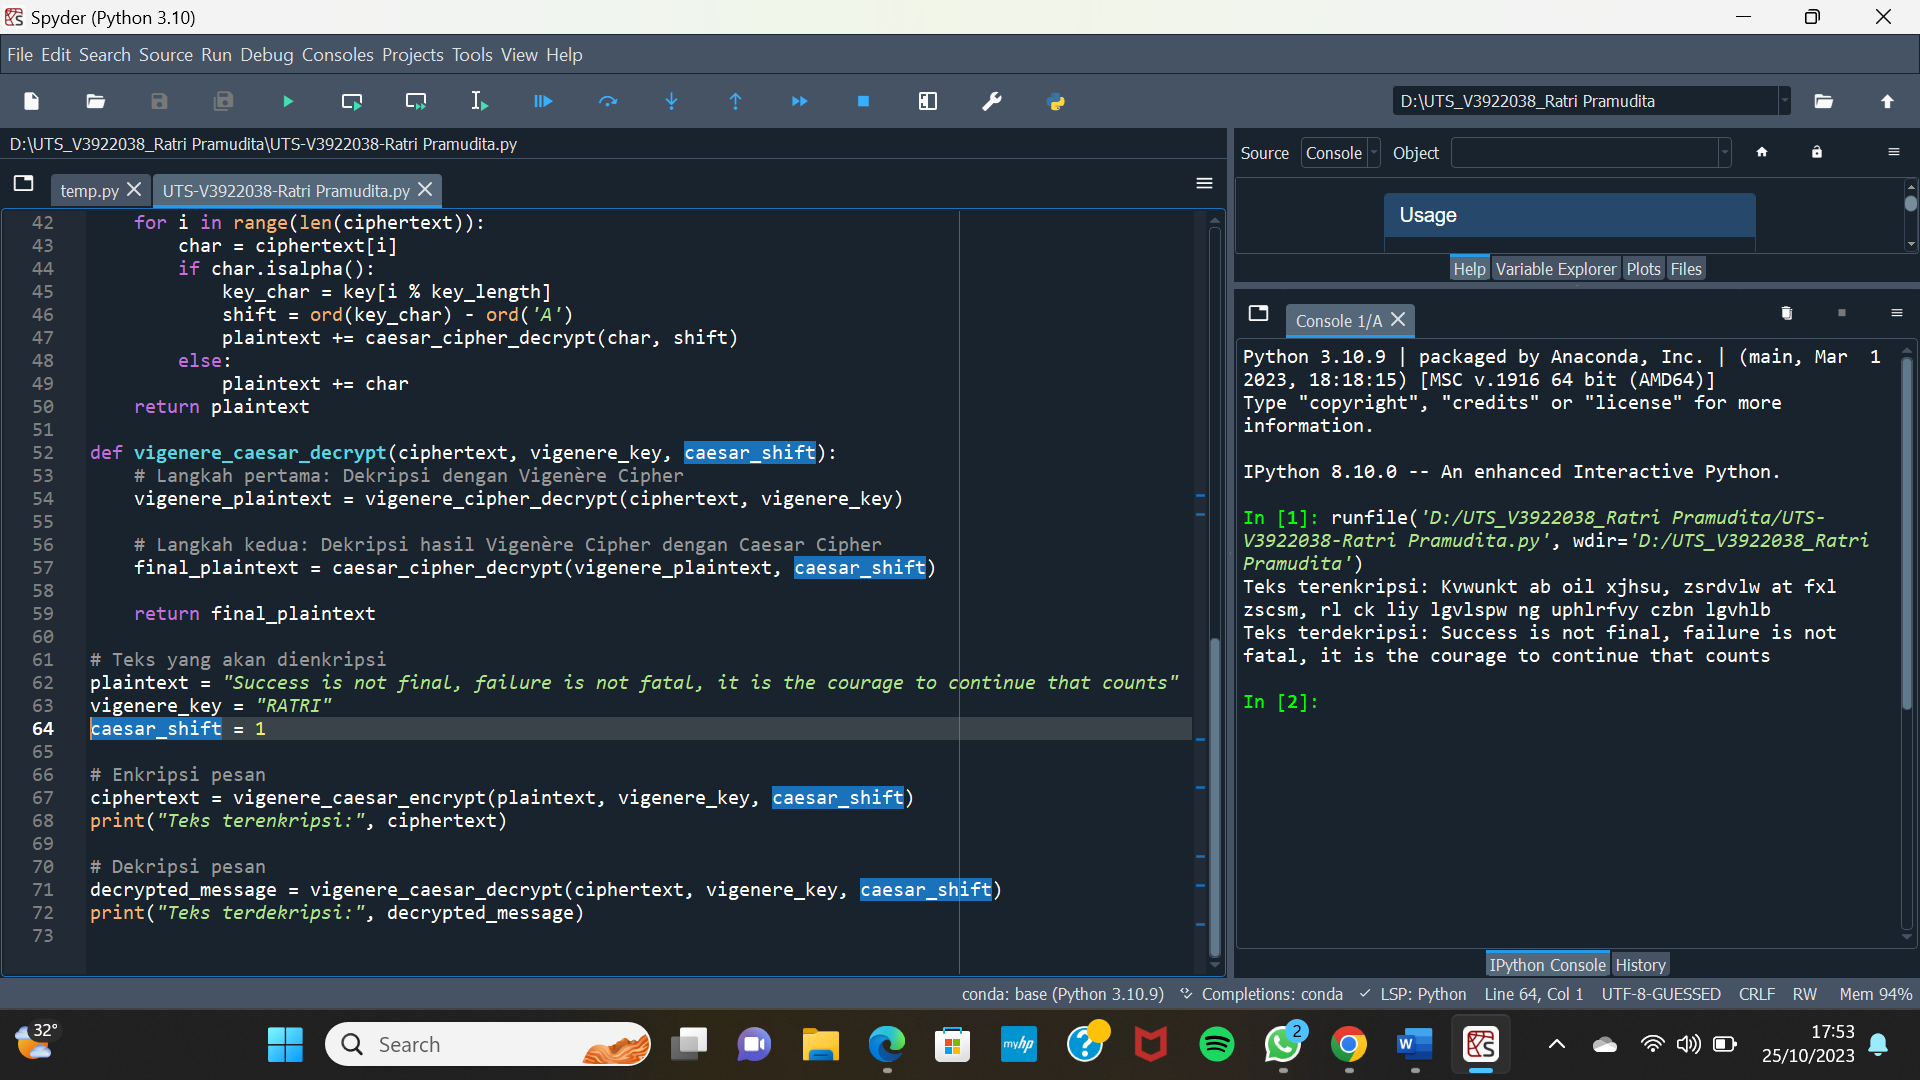 Spyder (Python 3.10)
File Edit Search Source Run Debug Consoles Projects Tools View Help
D:\UTS_V3922038_Ratri Pramudita
D:\UTS_V3922038_Ratri Pramudita\UTS-V3922038-Ratri Pramudita.py
temp.py
UTS-V3922038-Ratri Pramudita.py
42 for i in range(len(ciphertext)):
43 char = ciphertext[i]
44 if char.isalpha():
45 key_char = key[i % key_length]
46 shift = ord(key_char) - ord('A')
47 plaintext += caesar_cipher_decrypt(char, shift)
48 else:
49 plaintext += char
50 return plaintext
51
52 def vigenere_caesar_decrypt(ciphertext, vigenere_key, caesar_shift):
53 # Langkah pertama: Dekripsi dengan Vigenère Cipher
54 vigenere_plaintext = vigenere_cipher_decrypt(ciphertext, vigenere_key)
55
56 # Langkah kedua: Dekripsi hasil Vigenère Cipher dengan Caesar Cipher
57 final_plaintext = caesar_cipher_decrypt(vigenere_plaintext, caesar_shift)
58
59 return final_plaintext
60
61 # Teks yang akan dienkripsi
62 plaintext = "Success is not final, failure is not fatal, it is the courage to continue that counts"
63 vigenere_key = "RATRI"
64 caesar_shift = 1
65
66 # Enkripsi pesan
67 ciphertext = vigenere_caesar_encrypt(plaintext, vigenere_key, caesar_shift)
68 print("Teks terenkripsi:", ciphertext)
69
70 # Dekripsi pesan
71 decrypted_message = vigenere_caesar_decrypt(ciphertext, vigenere_key, caesar_shift)
72 print("Teks terdekripsi:", decrypted_message)
73
Source Console Object
Usage
Help Variable Explorer Plots Files
Console 1/A
Python 3.10.9 | packaged by Anaconda, Inc. | (main, Mar 1
2023, 18:18:15) [MSC v.1916 64 bit (AMD64)]
Type "copyright", "credits" or "license" for more
information.
IPython 8.10.0 -- An enhanced Interactive Python.
In [1]: runfile('D:/UTS_V3922038_Ratri Pramudita/UTS-
V3922038-Ratri Pramudita.py', wdir='D:/UTS_V3922038_Ratri
Pramudita')
Teks terenkripsi: Kvwunkt ab oil xjhsu, zsrdvlw at fxl
zscsm, rl ck liy lgvlspw ng uphlrfvy czbn lgvhlb
Teks terdekripsi: Success is not final, failure is not
fatal, it is the courage to continue that counts
In [2]:
IPython Console History
conda: base (Python 3.10.9) Completions: conda LSP: Python Line 64, Col 1 UTF-8-GUESSED CRLF RW Mem 94%
32°
Search
myhp
2
17:53
25/10/2023